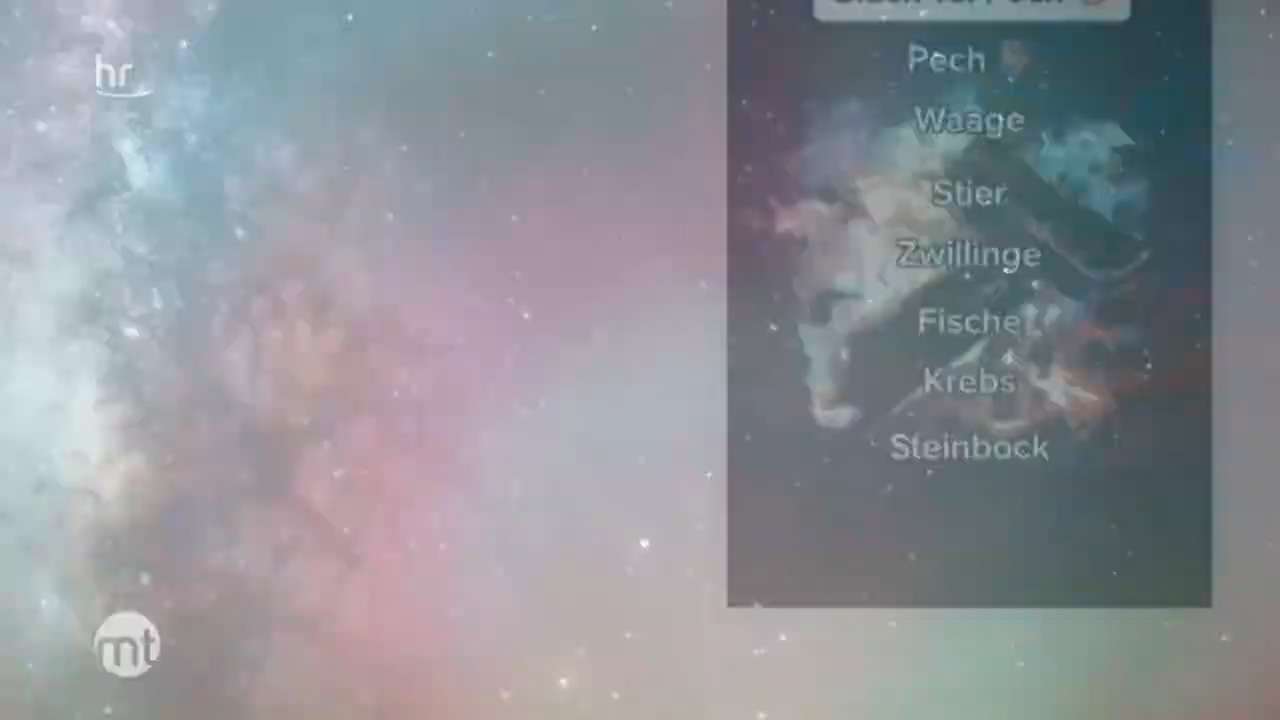 hr
Pech
Waage
Stier
Zwillinge
Fische
Krebs
Steinbock
mt